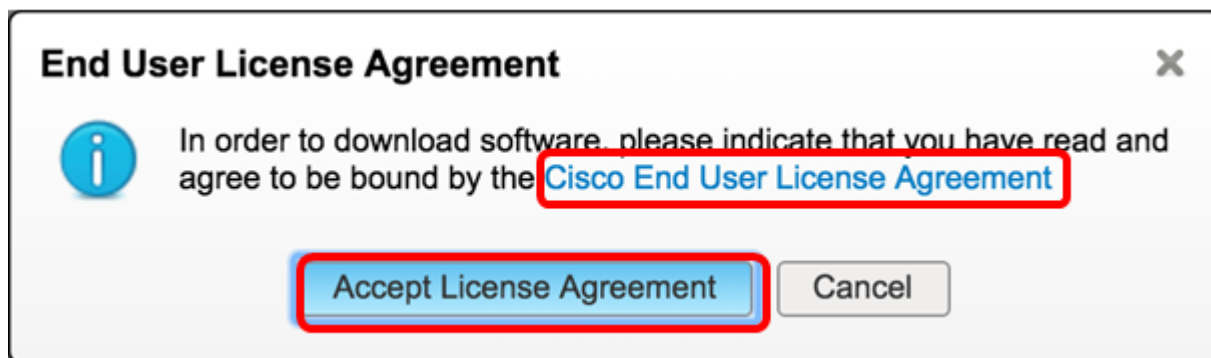 End User License Agreement
In order to download software, please indicate that you have read and
agree to be bound by the Cisco End User License Agreement
Accept License Agreement
Cancel